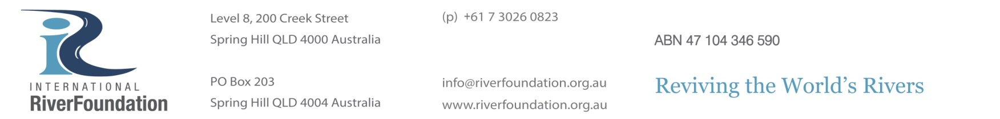 INTERNATIONAL
RiverFoundation
Level 8, 200 Creek Street
Spring Hill QLD 4000 Australia
PO Box 203
Spring Hill QLD 4004 Australia
(p) +61 7 3026 0823
info@riverfoundation.org.au
www.riverfoundation.org.au
ABN 47 104 346 590
Reviving the World's Rivers